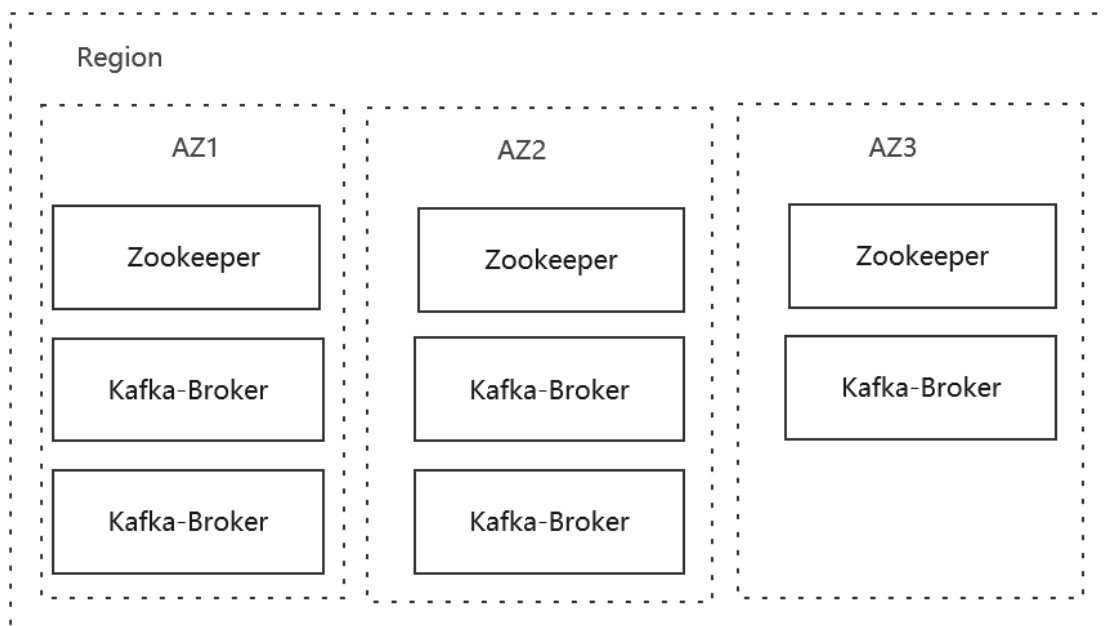 Region
AZ1
Zookeeper
Kafka-Broker
Kafka-Broker
AZ2
Zookeeper
Kafka-Broker
Kafka-Broker
AZ3
Zookeeper
Kafka-Broker